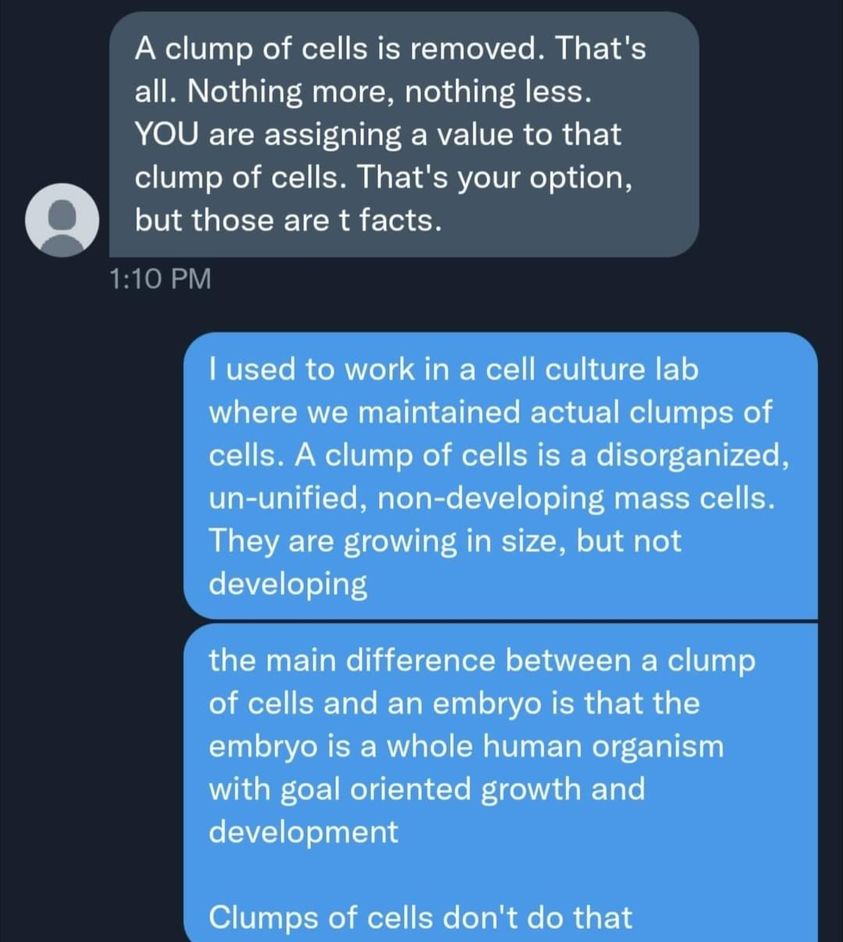 A clump of cells is removed. That's
all. Nothing more, nothing less.
YOU are assigning a value to that
clump of cells. That's your option,
but those are t facts.
1:10 PM
I used to work in a cell culture lab
where we maintained actual clumps of
cells. A clump of cells is a disorganized,
un-unified, non-developing mass cells.
They are growing in size, but not
developing
the main difference between a clump
of cells and an embryo is that the
embryo is a whole human organism
with goal oriented growth and
development
Clumps of cells don't do that